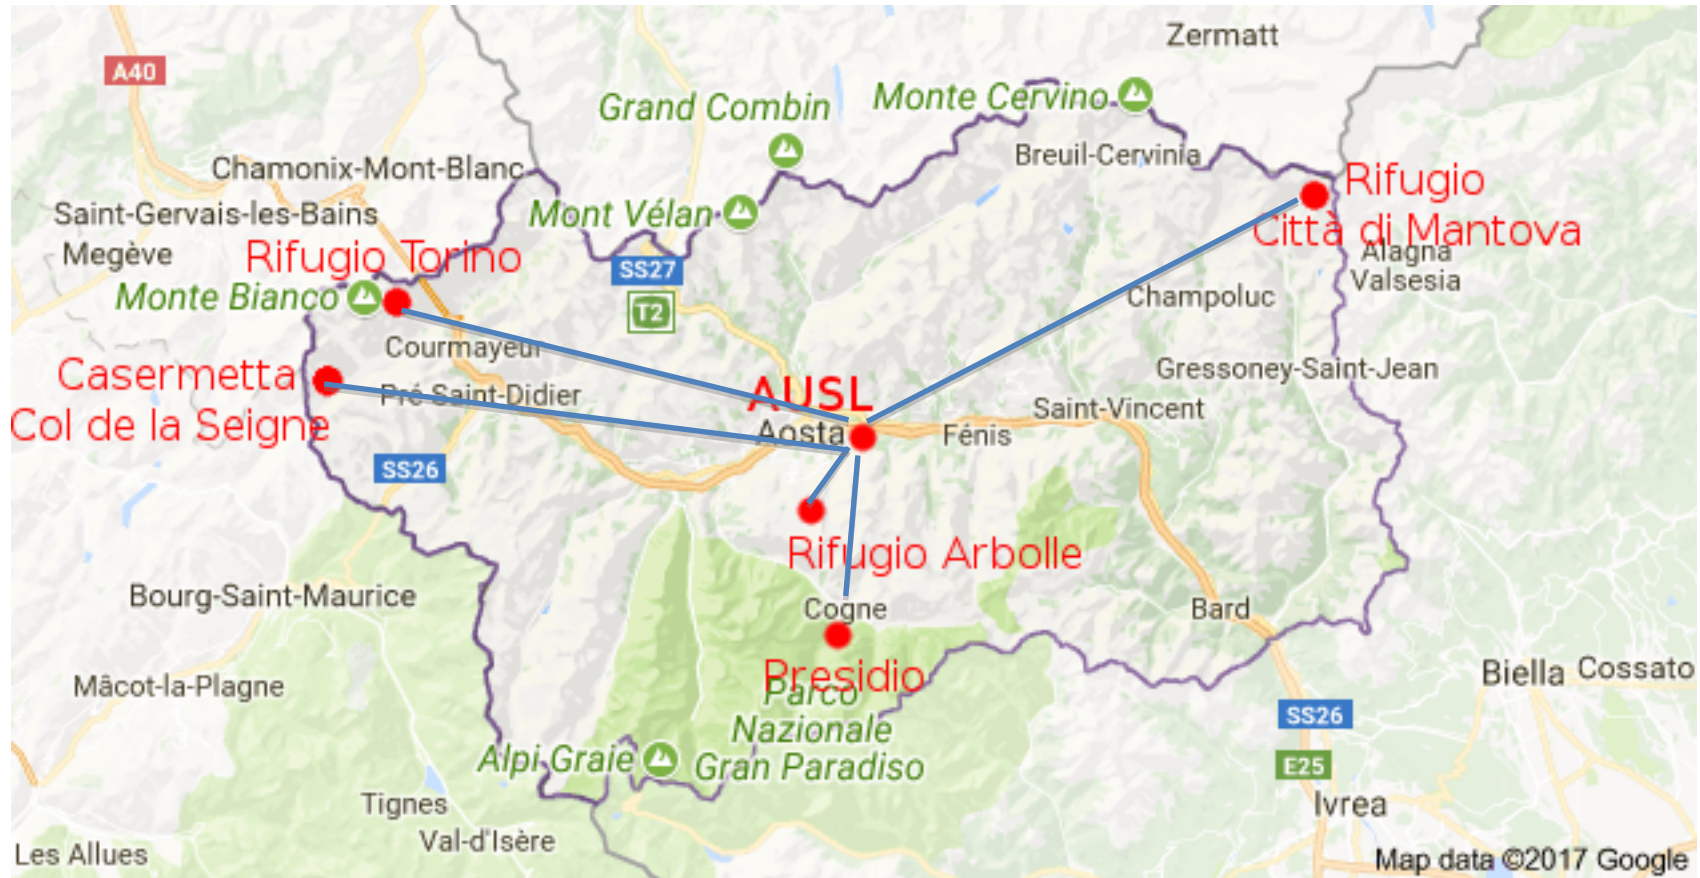 Zermatt
A40
Grand Combin
Monte Cervino
Breuil-Cervinia
Chamonix-Mont-Blanc
Rifugio
Città di Mantova
Saint-Gervais-les-Bains
Mont Vélan
Megève
Rifugio Torino
Alagna
Valsesia
SS27
T2
Monte Bianco
Champoluc
Courmayeur
Casermetta
Col de la Seigne
Pré-Saint-Didier
Gressoney-Saint-Jean
AUSL
Aosta
Fénis
Saint-Vincent
SS26
Rifugio Arbolle
Bourg-Saint-Maurice
Cogne
Bard
Presidio
Parco
Nazionale
Gran Paradiso
Mâcot-la-Plagne
Biella
Cossato
SS26
Alpi Graie
E25
Tignes
Ivrea
Val-d'Isère
Les Allues
Map data ©2017 Google